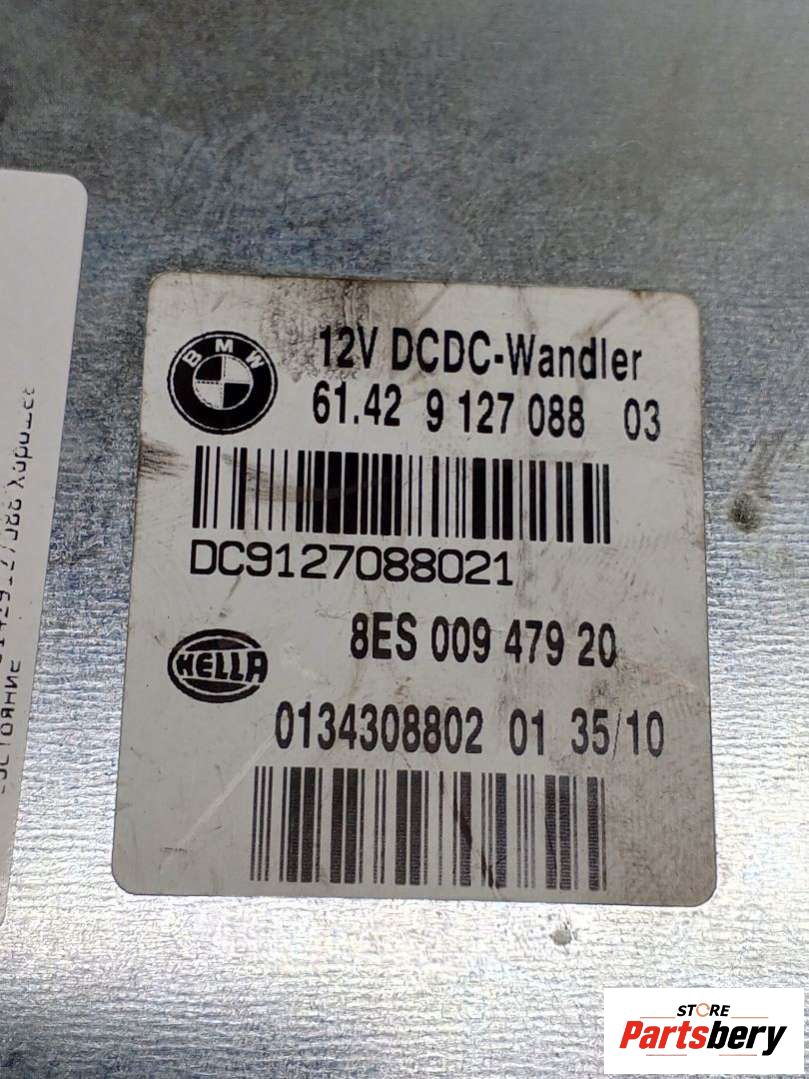 BMW
12V DCDC-Wandler
61.42 9 127 088 03
DC9127088021
8ES 009 479 20
HELLA
0134308802 01 35/10
STORE
Partsbery